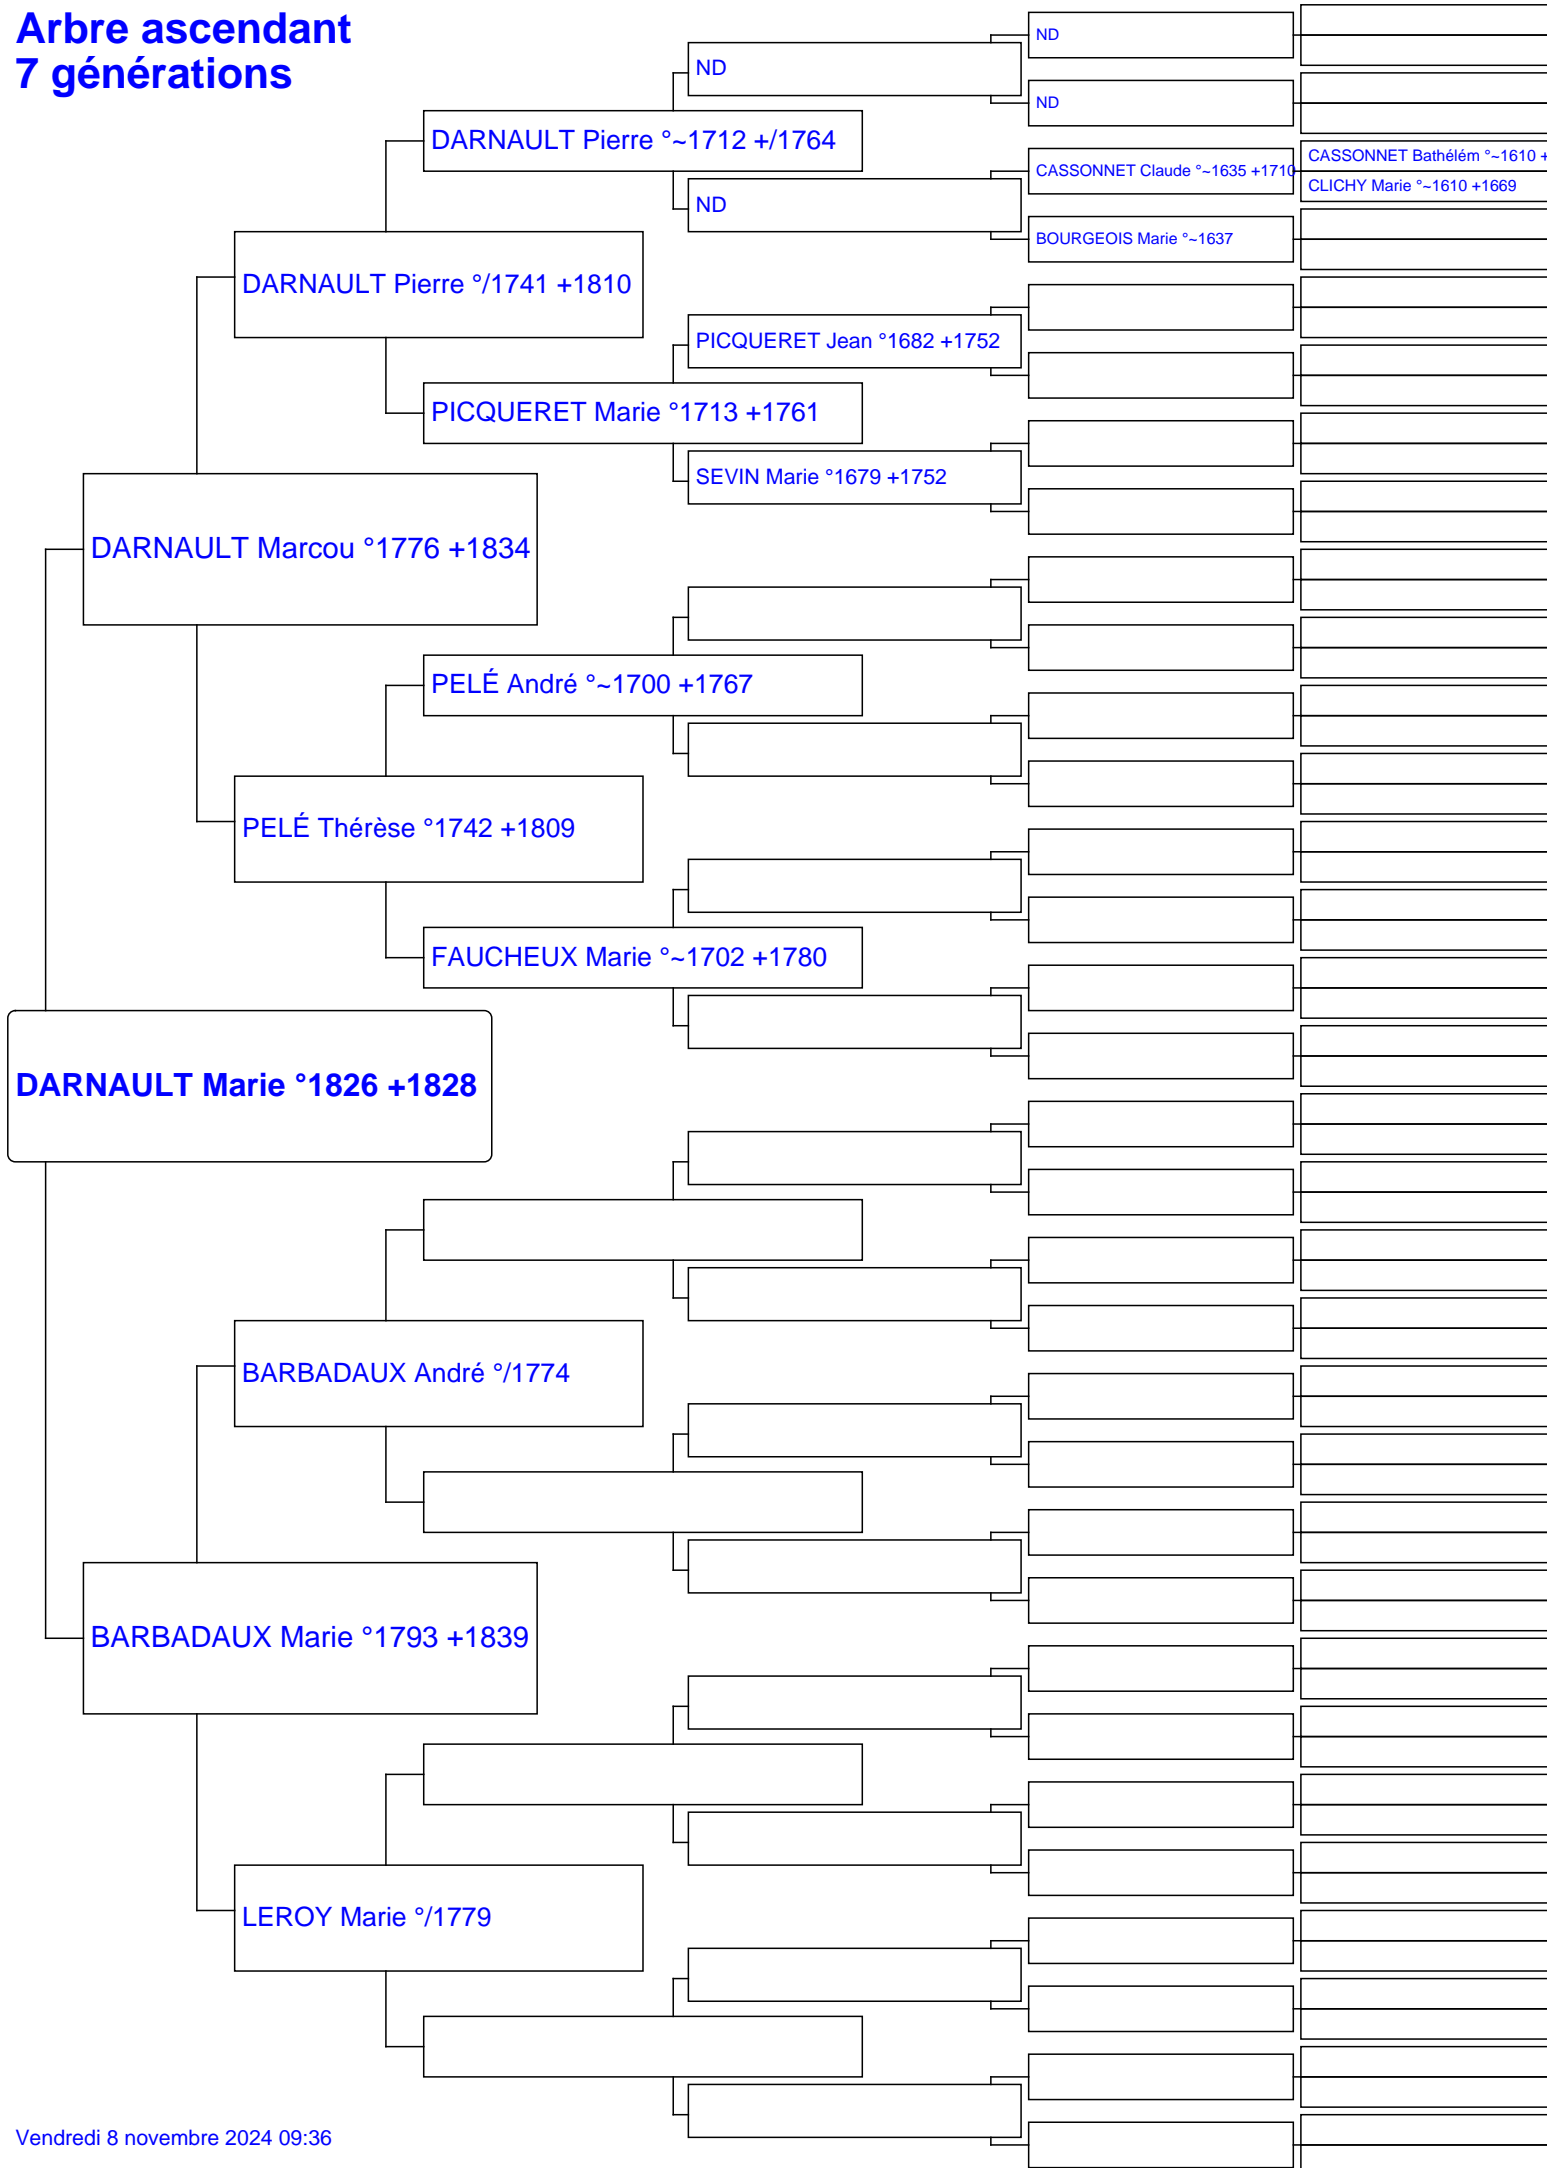 Arbre ascendant
7 générations
ND
ND
ND
DARNAULT Pierre °~1712 +/1764
CASSONNET Bathélém °~1610 +
CASSONNET Claude °~1635 +1710
CLICHY Marie °~1610 +1669
ND
BOURGEOIS Marie °~1637
DARNAULT Pierre °/1741 +1810
PICQUERET Jean °1682 +1752
PICQUERET Marie °1713 +1761
SEVIN Marie °1679 +1752
DARNAULT Marcou °1776 +1834
PELÉ André °~1700 +1767
PELÉ Thérèse °1742 +1809
FAUCHEUX Marie °~1702 +1780
DARNAULT Marie °1826 +1828
BARBADAUX André °/1774
BARBADAUX Marie °1793 +1839
LEROY Marie °/1779
Vendredi 8 novembre 2024 09:36